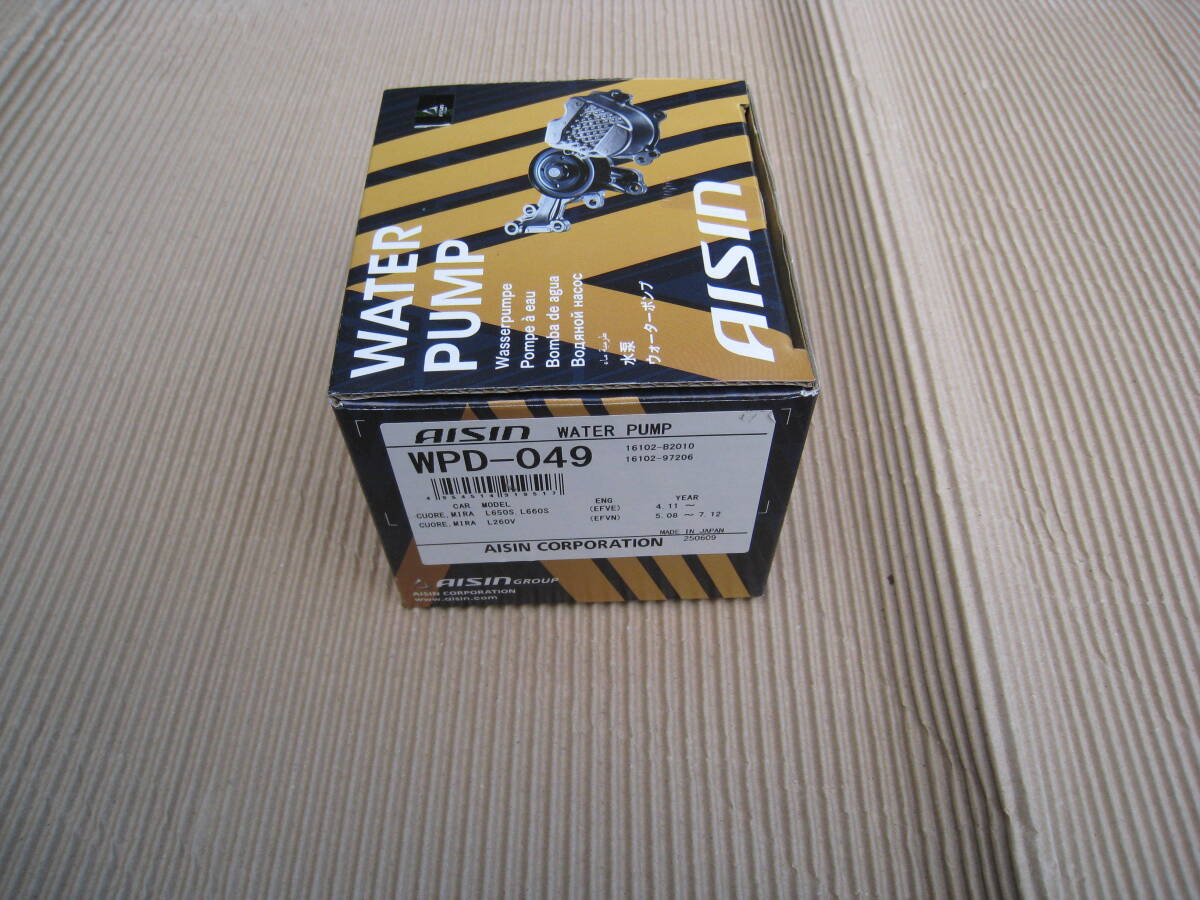 WATER
PUMP
Wasserpumpe
Pompe à eau
Bomba de agua
Водяной насос
水泵
ウォーターポンプ
AISIN
AISIN WATER PUMP
WPD-049
16102-B2010
16102-97206
CAR MODEL ENG YEAR
CUORE,MIRA L650S,L660S (EFVE) 4.11 ～
CUORE,MIRA L260V (EFVN) 5.08 ～ 7.12
MADE IN JAPAN
250609
AISIN CORPORATION
AISIN GROUP
AISIN CORPORATION
www.aisin.com